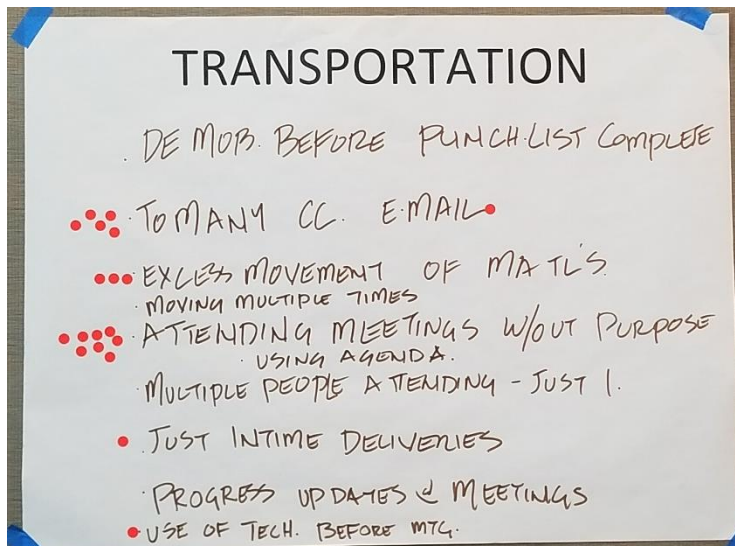 TRANSPORTATION
. DE MOB. BEFORE PUNCH.LIST COMPLETE
· TO MANY CC. E.MAIL
· EXCESS MOVEMENT OF MATL'S.
· MOVING MULTIPLE TIMES
· ATTENDING MEETINGS W/OUT PURPOSE
· USING AGENDA.
· MULTIPLE PEOPLE ATTENDING - JUST 1.
· JUST INTIME DELIVERIES
· PROGRESS UPDATES & MEETINGS
· USE OF TECH. BEFORE MTG.